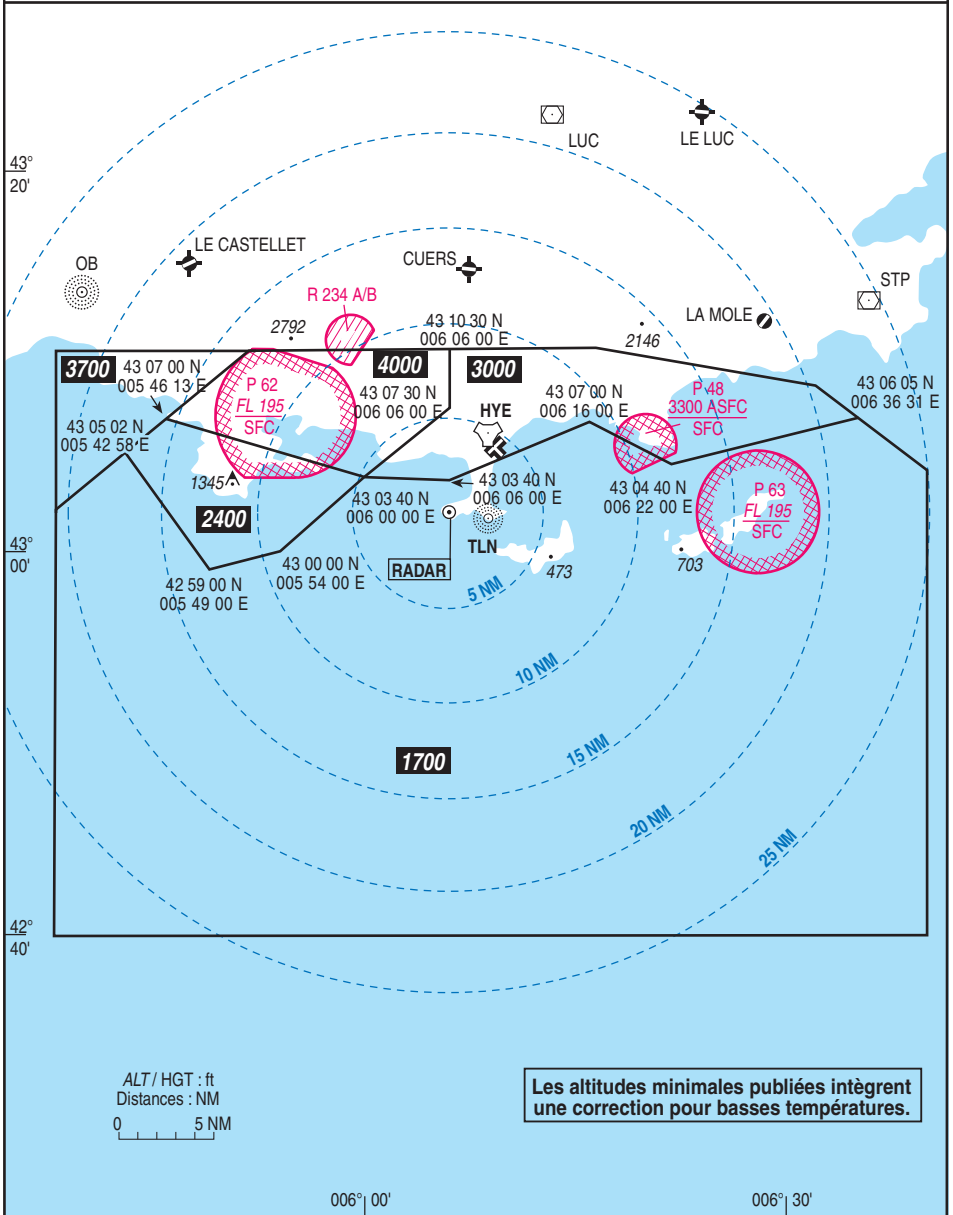 LUC
LE LUC
43°
20'
LE CASTELLET
OB
CUERS
STP
R 234 A/B
LA MOLE
2792
43 10 30 N
006 06 00 E
2146
3700
43 07 00 N
005 46 13 E
4000
3000
P 62
FL 195
SFC
43 07 30 N
006 06 00 E
43 07 00 N
006 16 00 E
P 48
3300 ASFC
SFC
43 06 05 N
006 36 31 E
HYE
43 05 02 N
005 42 58 E
1345
2400
43 03 40 N
006 00 00 E
43 03 40 N
006 06 00 E
43 04 40 N
006 22 00 E
P 63
FL 195
SFC
TLN
43°
00'
42 59 00 N
005 49 00 E
43 00 00 N
005 54 00 E
RADAR
473
703
5 NM
10 NM
1700
15 NM
20 NM
25 NM
42°
40'
ALT / HGT : ft
Distances : NM
0 5 NM
Les altitudes minimales publiées intègrent
une correction pour basses températures.
006° 00'
006° 30'